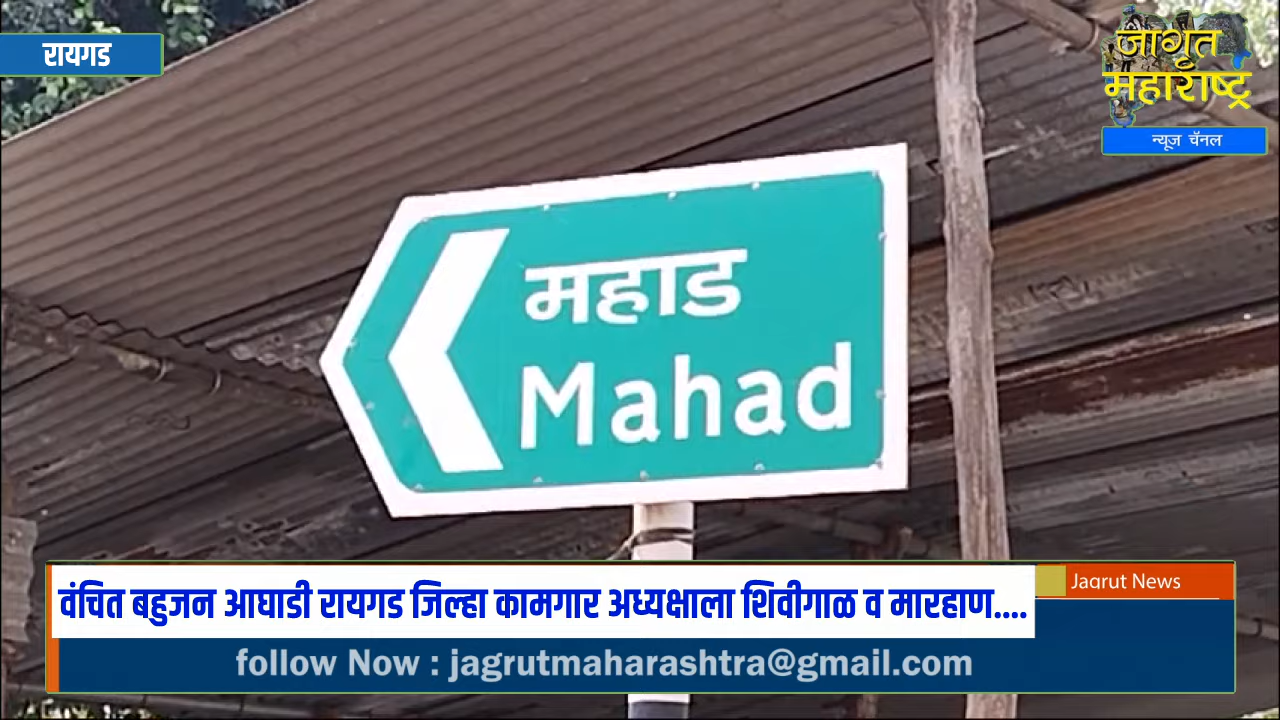 रायगड
जागृत
महाराष्ट्र
न्यूज चॅनल
महाड
Mahad
वंचित बहुजन आघाडी रायगड जिल्हा कामगार अध्यक्षाला शिवीगाळ व मारहाण....
Jagrut News
follow Now : jagrutmaharashtra@gmail.com